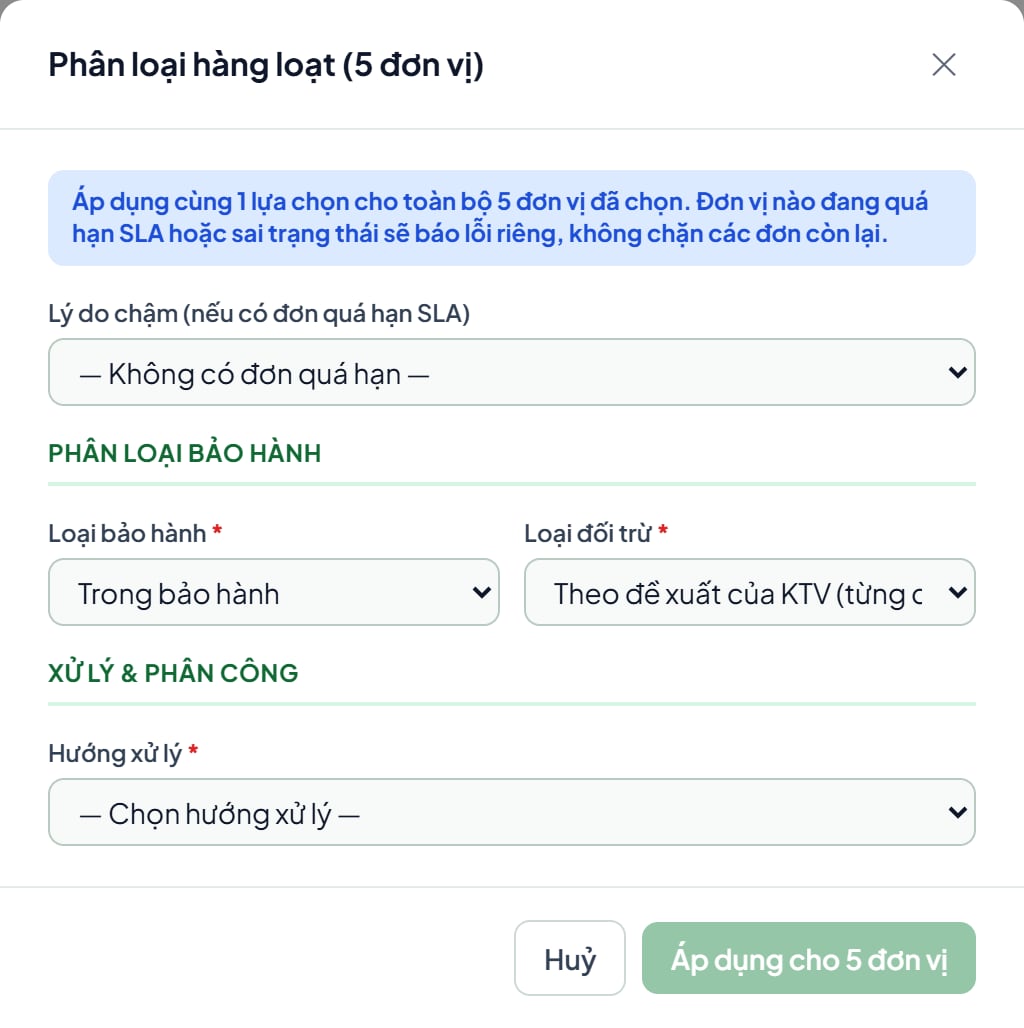 Phân loại hàng loạt (5 đơn vị)
Áp dụng cùng 1 lựa chọn cho toàn bộ 5 đơn vị đã chọn. Đơn vị nào đang quá
hạn SLA hoặc sai trạng thái sẽ báo lỗi riêng, không chặn các đơn còn lại.
Lý do chậm (nếu có đơn quá hạn SLA)
— Không có đơn quá hạn —
PHÂN LOẠI BẢO HÀNH
Loại bảo hành *
Loại đối trừ *
Trong bảo hành
Theo đề xuất của KTV (từng
XỬ LÝ & PHÂN CÔNG
Hướng xử lý *
— Chọn hướng xử lý —
Huỷ
Áp dụng cho 5 đơn vị